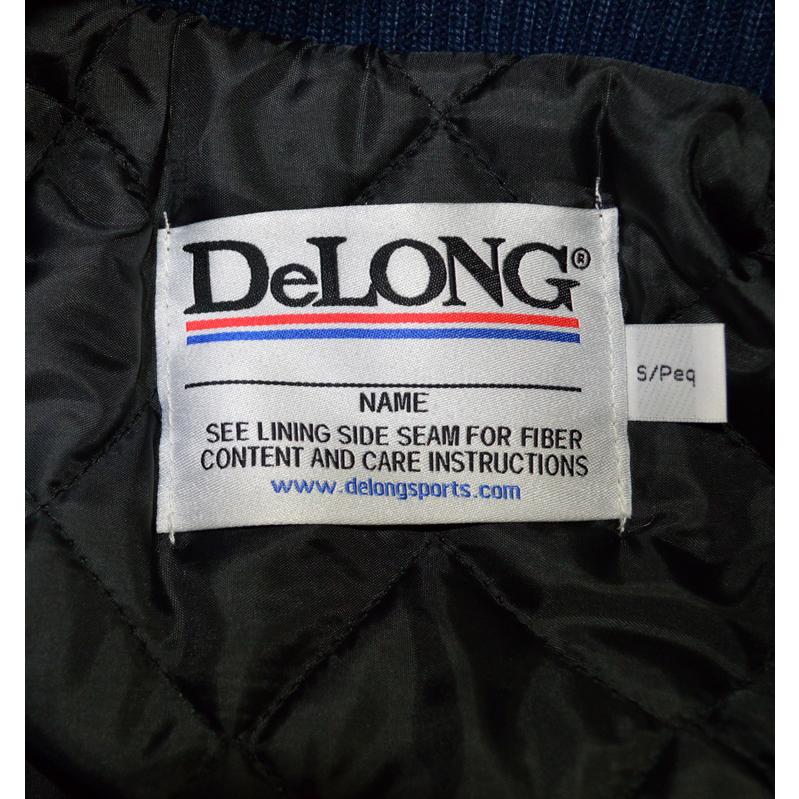 DeLONG®
S/Peq
NAME
SEE LINING SIDE SEAM FOR FIBER
CONTENT AND CARE INSTRUCTIONS
www.delongsports.com